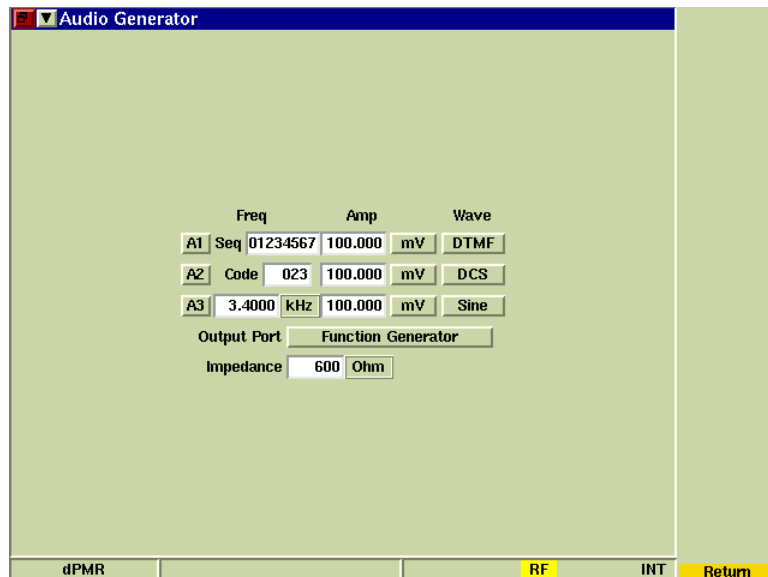 Audio Generator
Freq Amp Wave
A1 Seq 01234567 100.000 mV DTMF
A2 Code 023 100.000 mV DCS
A3 3.4000 kHz 100.000 mV Sine
Output Port Function Generator
Impedance 600 Ohm
dPMR RF INT Return